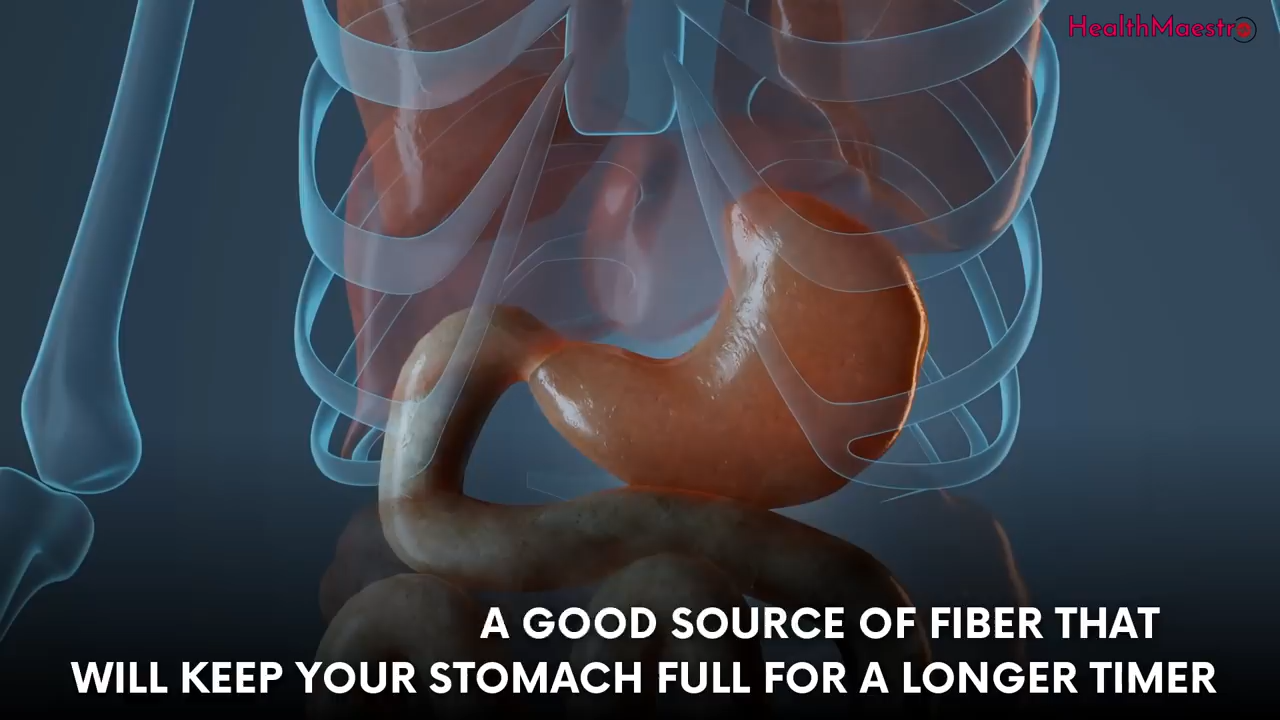 HealthMaestro
A GOOD SOURCE OF FIBER THAT
WILL KEEP YOUR STOMACH FULL FOR A LONGER TIMER